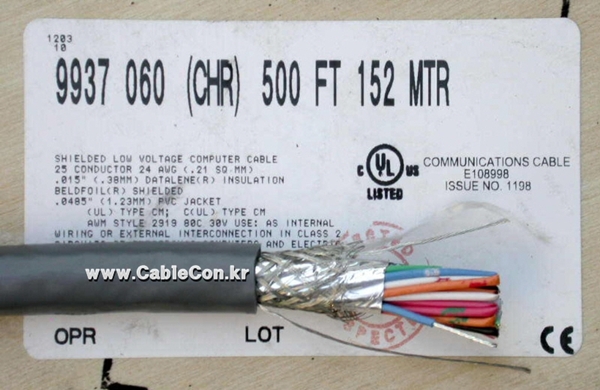 1203
10
9937 060 (CHR) 500 FT 152 MTR
SHIELDED LOW VOLTAGE COMPUTER CABLE
25 CONDUCTOR 24 AWG (.21 SQ-MM)
.015" (.38MM) DATALENE(R) INSULATION
BELDFOIL(R) SHIELDED
.0485" (1.23MM) PVC JACKET
(UL) TYPE CM; C(UL) TYPE CM
AWM STYLE 2919 80C 30V USE: AS INTERNAL
WIRING OR EXTERNAL INTERCONNECTION IN CLASS 2
C UL US
LISTED
COMMUNICATIONS CABLE
E108998
ISSUE NO. 1198
www.CableCon.kr
OPR LOT
CE